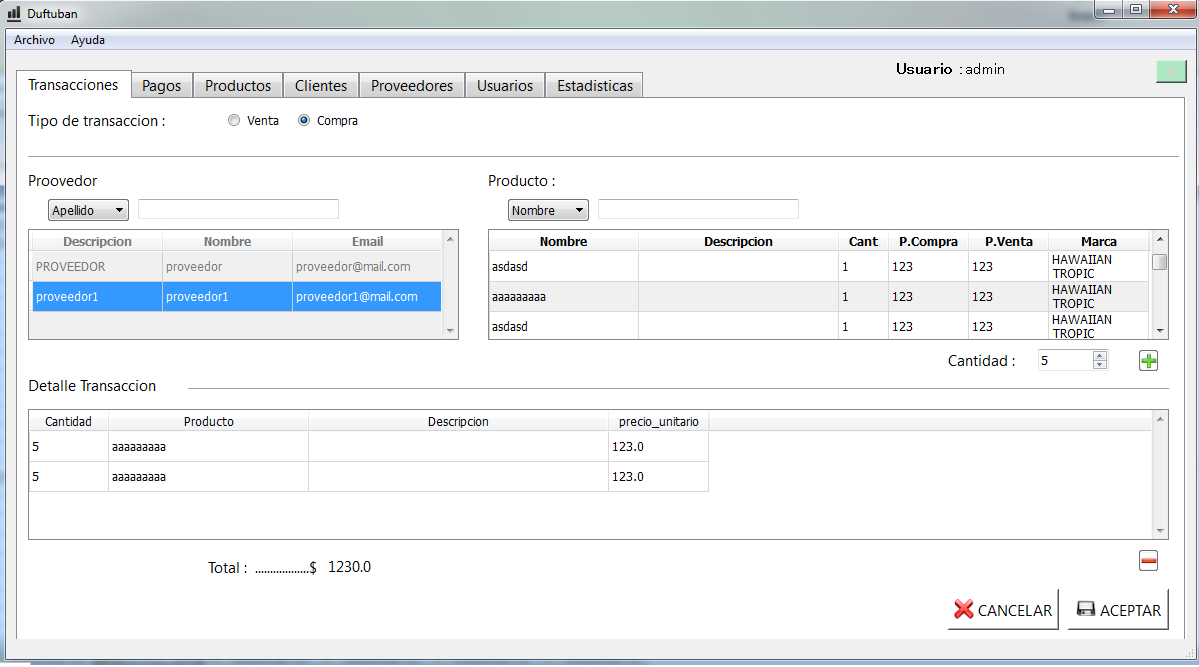 Duftuban
Archivo Ayuda
Usuario : admin
Transacciones Pagos Productos Clientes Proveedores Usuarios Estadisticas
Tipo de transaccion : Venta Compra
Proovedor Producto :
Apellido Nombre
Descripcion Nombre Email
PROVEEDOR proveedor proveedor@mail.com
proveedor1 proveedor1 proveedor1@mail.com
Nombre Descripcion Cant P.Compra P.Venta Marca
asdasd 1 123 123 HAWAIIAN TROPIC
aaaaaaaaa 1 123 123 HAWAIIAN TROPIC
asdasd 1 123 123 HAWAIIAN TROPIC
Cantidad : 5
Detalle Transaccion
Cantidad Producto Descripcion precio_unitario
5 aaaaaaaaa 123.0
5 aaaaaaaaa 123.0
Total : ..................$ 1230.0
CANCELAR ACEPTAR